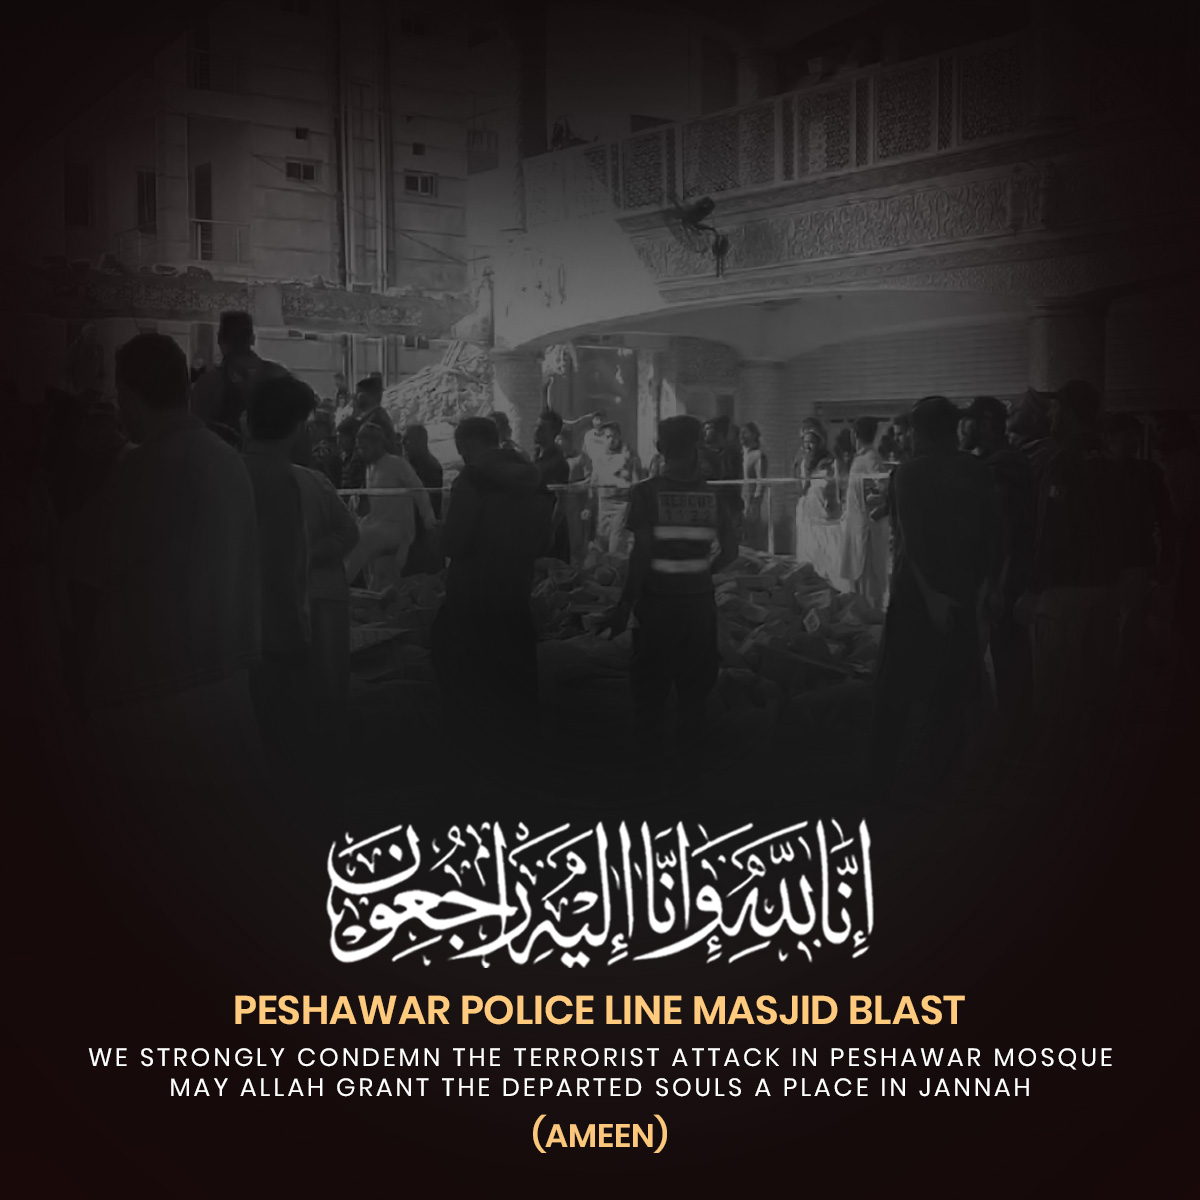 RESCUE
إِنَّا لِلَّهِ وَإِنَّا إِلَيْهِ رَاجِعُونَ
PESHAWAR POLICE LINE MASJID BLAST
WE STRONGLY CONDEMN THE TERRORIST ATTACK IN PESHAWAR MOSQUE
MAY ALLAH GRANT THE DEPARTED SOULS A PLACE IN JANNAH
(AMEEN)